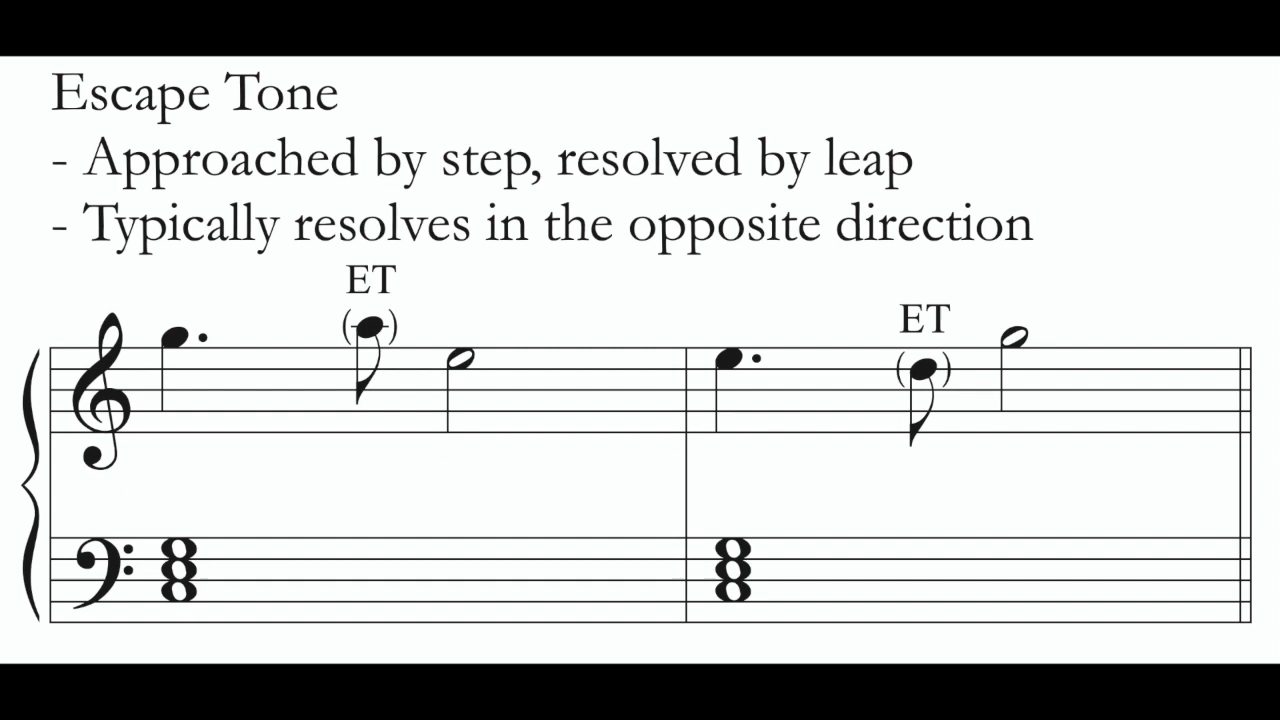 Escape Tone
- Approached by step, resolved by leap
- Typically resolves in the opposite direction
ET
ET